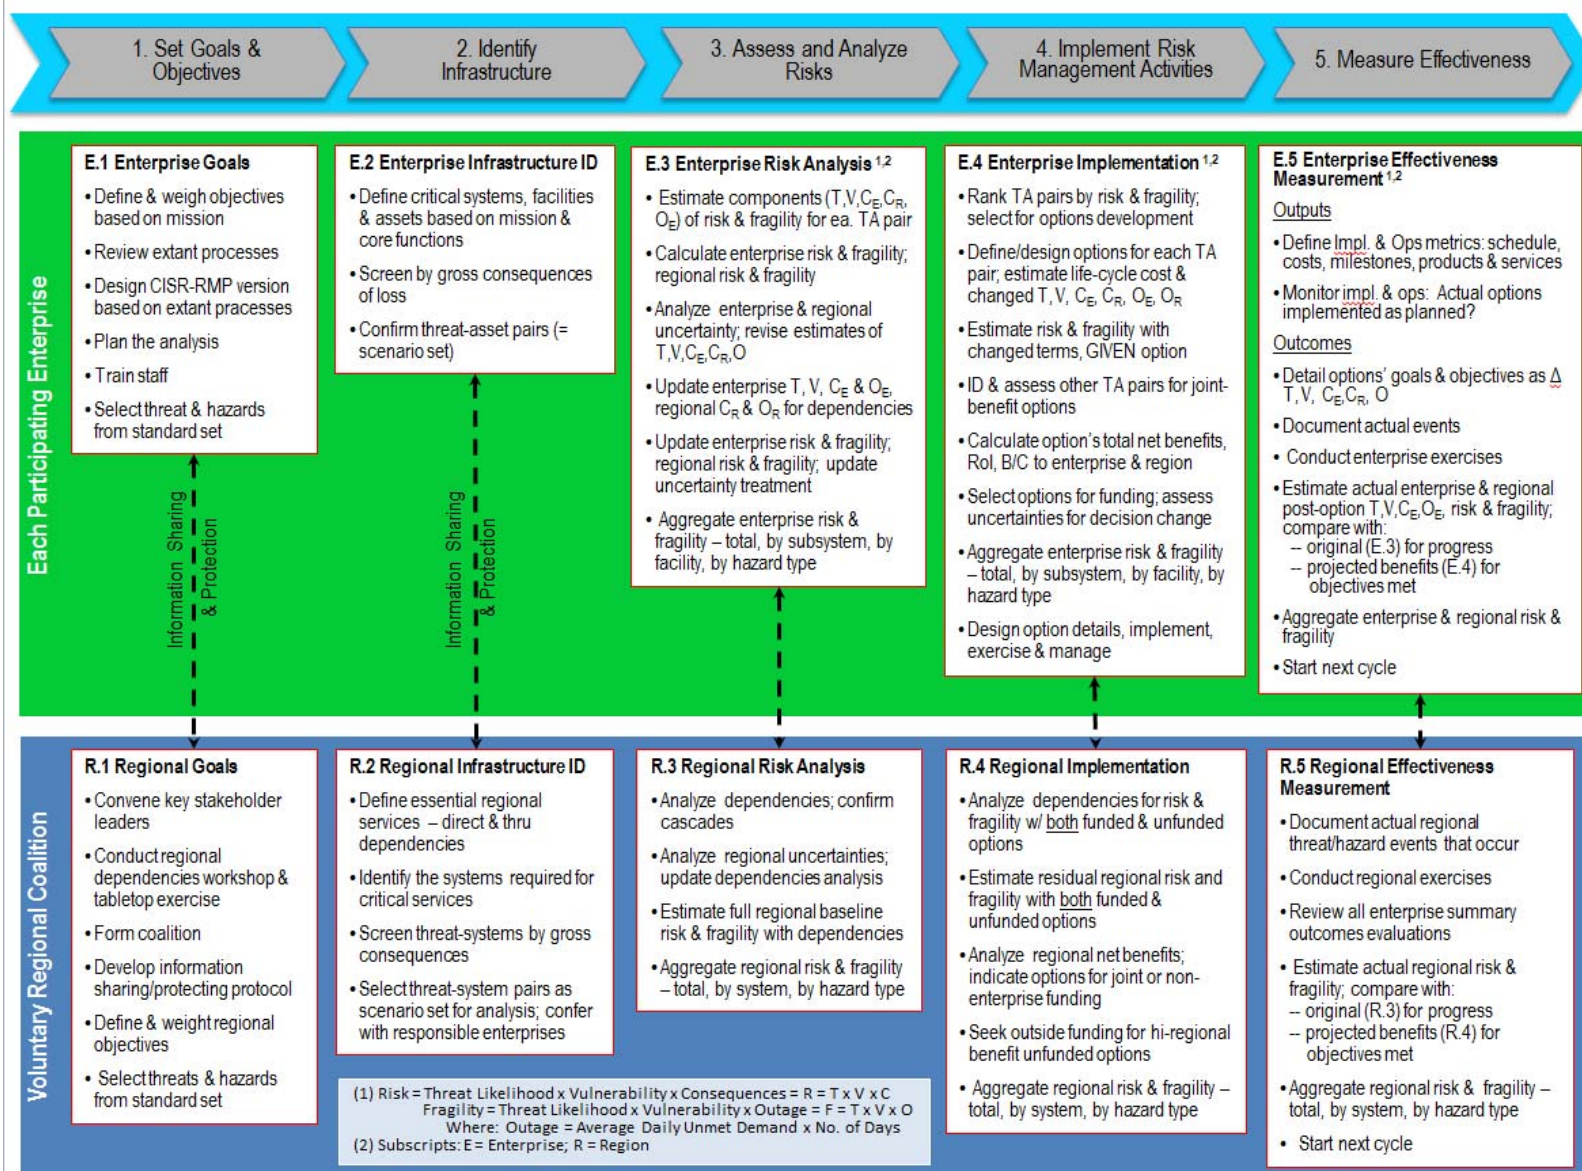 1. Set Goals &
Objectives
2. Identify
Infrastructure
3. Assess and Analyze
Risks
4. Implement Risk
Management Activities
5. Measure Effectiveness
Each Participating Enterprise
E.1 Enterprise Goals
• Define & weigh objectives
based on mission
• Review extant processes
• Design CISR-RMP version
based on extant processes
• Plan the analysis
• Train staff
• Select threat & hazards
from standard set
E.2 Enterprise Infrastructure ID
• Define critical systems, facilities
& assets based on mission &
core functions
• Screen by gross consequences
of loss
• Confirm threat-asset pairs (=
scenario set)
E.3 Enterprise Risk Analysis 1,2
• Estimate components (T,V,CE,CR,
OE) of risk & fragility for ea. TA pair
• Calculate enterprise risk & fragility;
regional risk & fragility
• Analyze enterprise & regional
uncertainty; revise estimates of
T,V,CE,CR,O
• Update enterprise T, V, CE & OE,
regional CR & OR for dependencies
• Update enterprise risk & fragility;
regional risk & fragility; update
uncertainty treatment
• Aggregate enterprise risk &
fragility – total, by subsystem, by
facility, by hazard type
E.4 Enterprise Implementation 1,2
• Rank TA pairs by risk & fragility;
select for options development
• Define/design options for each TA
pair; estimate life-cycle cost &
changed T, V, CE, CR, OE, OR
• Estimate risk & fragility with
changed terms, GIVEN option
• ID & assess other TA pairs for joint-
benefit options
• Calculate option's total net benefits,
RoI, B/C to enterprise & region
• Select options for funding; assess
uncertainties for decision change
• Aggregate enterprise risk & fragility
– total, by subsystem, by facility, by
hazard type
• Design option details, implement,
exercise & manage
E.5 Enterprise Effectiveness
Measurement 1,2
Outputs
• Define Impl. & Ops metrics: schedule,
costs, milestones, products & services
• Monitor impl. & ops: Actual options
implemented as planned?
Outcomes
• Detail options' goals & objectives as Δ
T, V, CE,CR, O
• Document actual events
• Conduct enterprise exercises
• Estimate actual enterprise & regional
post-option T,V,CE,OE, risk & fragility;
compare with:
-- original (E.3) for progress
-- projected benefits (E.4) for
objectives met
• Aggregate enterprise & regional risk &
fragility
• Start next cycle
Information Sharing
& Protection
Information Sharing
& Protection
Voluntary Regional Coalition
R.1 Regional Goals
• Convene key stakeholder
leaders
• Conduct regional
dependencies workshop &
tabletop exercise
• Form coalition
• Develop information
sharing/protecting protocol
• Define & weight regional
objectives
• Select threats & hazards
from standard set
R.2 Regional Infrastructure ID
• Define essential regional
services – direct & thru
dependencies
• Identify the systems required for
critical services
• Screen threat-systems by gross
consequences
• Select threat-system pairs as
scenario set for analysis; confer
with responsible enterprises
R.3 Regional Risk Analysis
• Analyze dependencies; confirm
cascades
• Analyze regional uncertainties;
update dependencies analysis
• Estimate full regional baseline
risk & fragility with dependencies
• Aggregate regional risk & fragility
– total, by system, by hazard type
R.4 Regional Implementation
• Analyze dependencies for risk &
fragility w/ both funded & unfunded
options
• Estimate residual regional risk and
fragility with both funded &
unfunded options
• Analyze regional net benefits;
indicate options for joint or non-
enterprise funding
• Seek outside funding for hi-regional
benefit unfunded options
• Aggregate regional risk & fragility –
total, by system, by hazard type
R.5 Regional Effectiveness
Measurement
• Document actual regional
threat/hazard events that occur
• Conduct regional exercises
• Review all enterprise summary
outcomes evaluations
• Estimate actual regional risk &
fragility; compare with:
-- original (R.3) for progress
-- projected benefits (R.4) for
objectives met
• Aggregate regional risk & fragility –
total, by system, by hazard type
• Start next cycle
(1) Risk = Threat Likelihood x Vulnerability x Consequences = R = T x V x C
Fragility = Threat Likelihood x Vulnerability x Outage = F = T x V x O
Where: Outage = Average Daily Unmet Demand x No. of Days
(2) Subscripts: E = Enterprise; R = Region